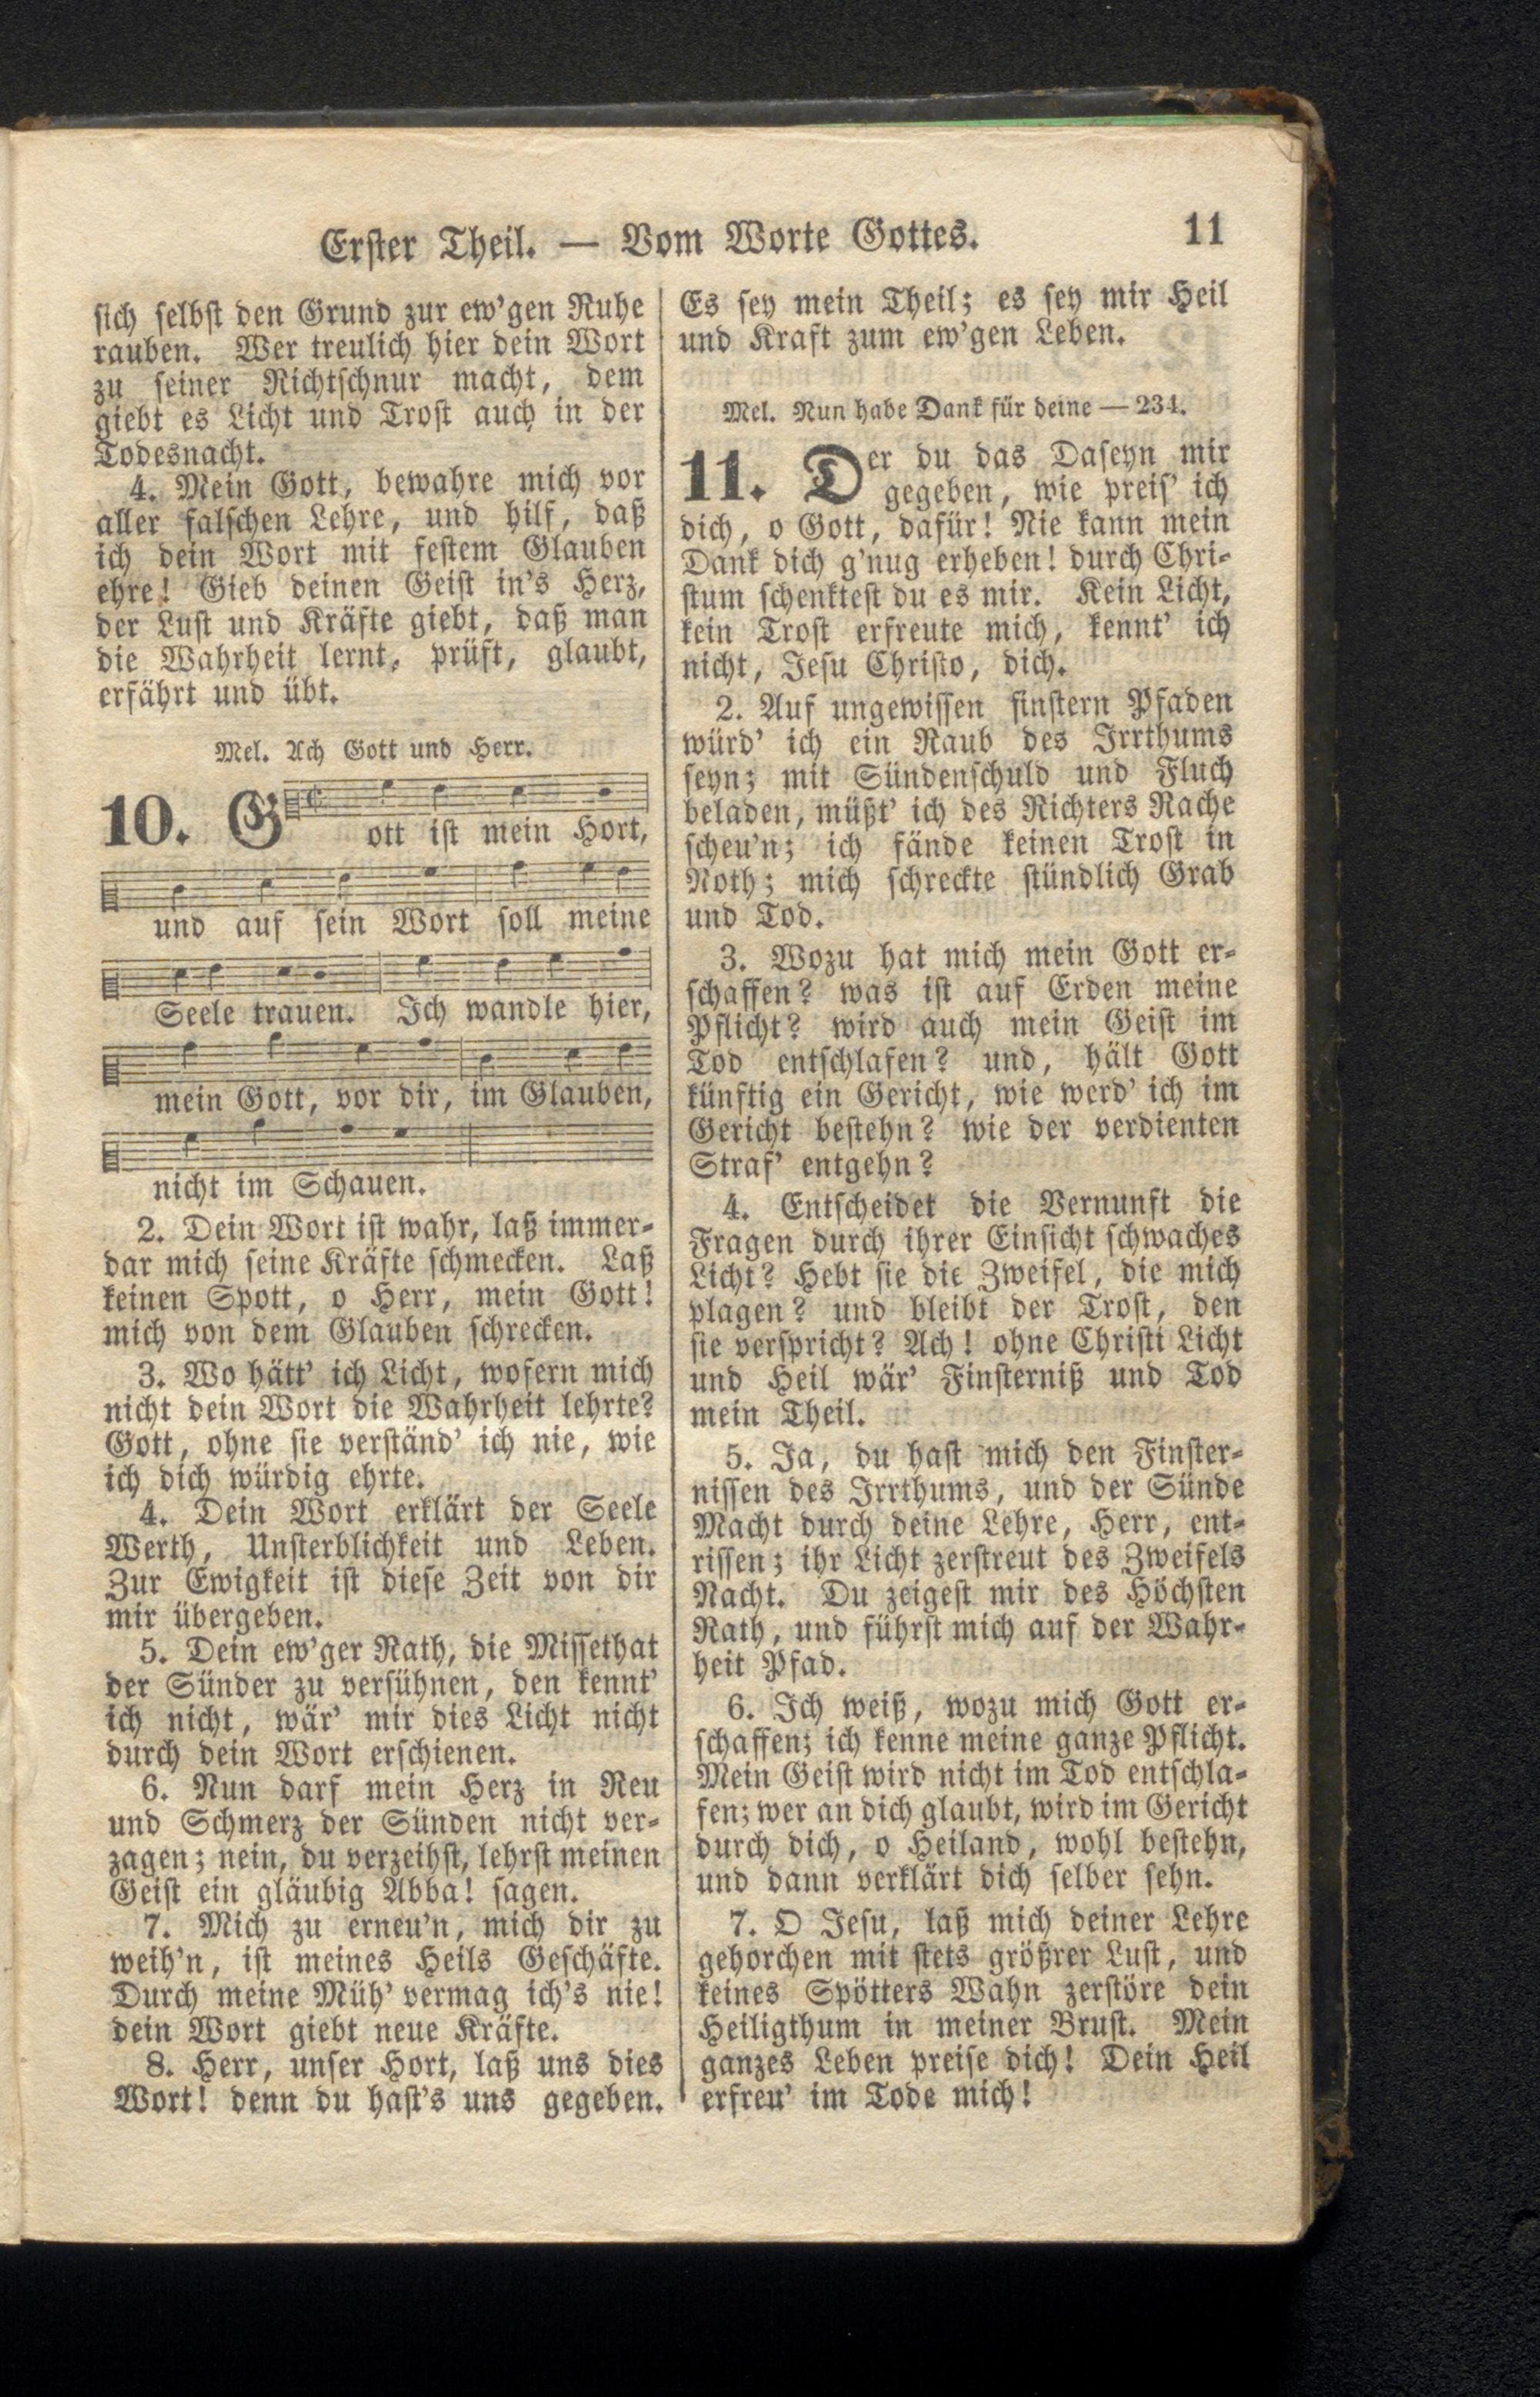 Erster Theil. — Vom Worte Gottes. 11
sich selbst den Grund zur ew'gen Ruhe
rauben. Wer treulich hier dein Wort
zu seiner Richtschnur macht, dem
giebt es Licht und Trost auch in der
Todesnacht.
4. Mein Gott, bewahre mich vor
aller falschen Lehre, und hilf, daß
ich dein Wort mit festem Glauben
ehre! Gieb deinen Geist in's Herz,
der Lust und Kräfte giebt, daß man
die Wahrheit lernt, prüft, glaubt,
erfährt und übt.
Mel. Ach Gott und Herr.
10. Gott ist mein Hort,
und auf sein Wort soll meine
Seele trauen. Ich wandle hier,
mein Gott, vor dir, im Glauben,
nicht im Schauen.
2. Dein Wort ist wahr, laß immer-
dar mich seine Kräfte schmecken. Laß
keinen Spott, o Herr, mein Gott!
mich von dem Glauben schrecken.
3. Wo hätt' ich Licht, wofern mich
nicht dein Wort die Wahrheit lehrte?
Gott, ohne sie verständ' ich nie, wie
ich dich würdig ehrte.
4. Dein Wort erklärt der Seele
Werth, Unsterblichkeit und Leben.
Zur Ewigkeit ist diese Zeit von dir
mir übergeben.
5. Dein ew'ger Rath, die Missethat
der Sünder zu versühnen, den kennt'
ich nicht, wär' mir dies Licht nicht
durch dein Wort erschienen.
6. Nun darf mein Herz in Reu
und Schmerz der Sünden nicht ver-
zagen; nein, du verzeihst, lehrst meinen
Geist ein gläubig Abba! sagen.
7. Mich zu erneu'n, mich dir zu
weih'n, ist meines Heils Geschäfte.
Durch meine Müh' vermag ich's nie!
dein Wort giebt neue Kräfte.
8. Herr, unser Hort, laß uns dies
Wort! denn du hast's uns gegeben.
Es sey mein Theil; es sey mir Heil
und Kraft zum ew'gen Leben.
Mel. Nun habe Dank für deine — 234.
11. Der du das Daseyn mir
gegeben, wie preis' ich
dich, o Gott, dafür! Nie kann mein
Dank dich g'nug erheben! durch Chri-
stum schenktest du es mir. Kein Licht,
kein Trost erfreute mich, kennt' ich
nicht, Jesu Christo, dich.
2. Auf ungewissen finstern Pfaden
würd' ich ein Raub des Irrthums
seyn; mit Sündenschuld und Fluch
beladen, müßt' ich des Richters Rache
scheu'n; ich fände keinen Trost in
Noth; mich schreckte stündlich Grab
und Tod.
3. Wozu hat mich mein Gott er-
schaffen? was ist auf Erden meine
Pflicht? wird auch mein Geist im
Tod entschlafen? und, hält Gott
künftig ein Gericht, wie werd' ich im
Gericht bestehn? wie der verdienten
Straf' entgehn?
4. Entscheidet die Vernunft die
Fragen durch ihrer Einsicht schwaches
Licht? Hebt sie die Zweifel, die mich
plagen? und bleibt der Trost, den
sie verspricht? Ach! ohne Christi Licht
und Heil wär' Finsterniß und Tod
mein Theil.
5. Ja, du hast mich den Finster-
nissen des Irrthums, und der Sünde
Macht durch deine Lehre, Herr, ent-
rissen; ihr Licht zerstreut des Zweifels
Nacht. Du zeigest mir des Höchsten
Rath, und führst mich auf der Wahr-
heit Pfad.
6. Ich weiß, wozu mich Gott er-
schaffen; ich kenne meine ganze Pflicht.
Mein Geist wird nicht im Tod entschla-
fen; wer an dich glaubt, wird im Gericht
durch dich, o Heiland, wohl bestehn,
und dann verklärt dich selber sehn.
7. O Jesu, laß mich deiner Lehre
gehorchen mit stets größrer Lust, und
keines Spötters Wahn zerstöre dein
Heiligthum in meiner Brust. Mein
ganzes Leben preise dich! Dein Heil
erfreu' im Tode mich!